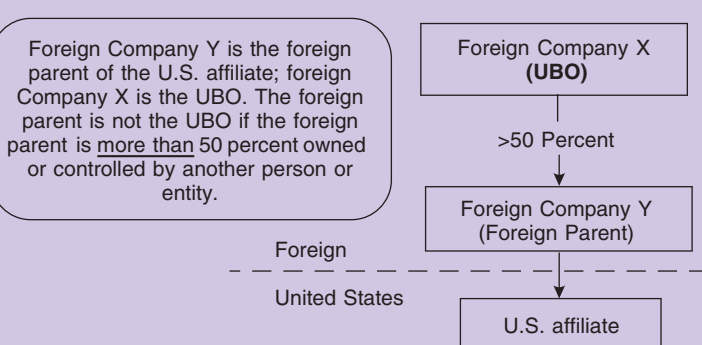 Foreign Company Y is the foreign
parent of the U.S. affiliate; foreign
Company X is the UBO. The foreign
parent is not the UBO if the foreign
parent is more than 50 percent owned
or controlled by another person or
entity.
Foreign Company X
(UBO)
>50 Percent
Foreign Company Y
(Foreign Parent)
Foreign
United States
U.S. affiliate